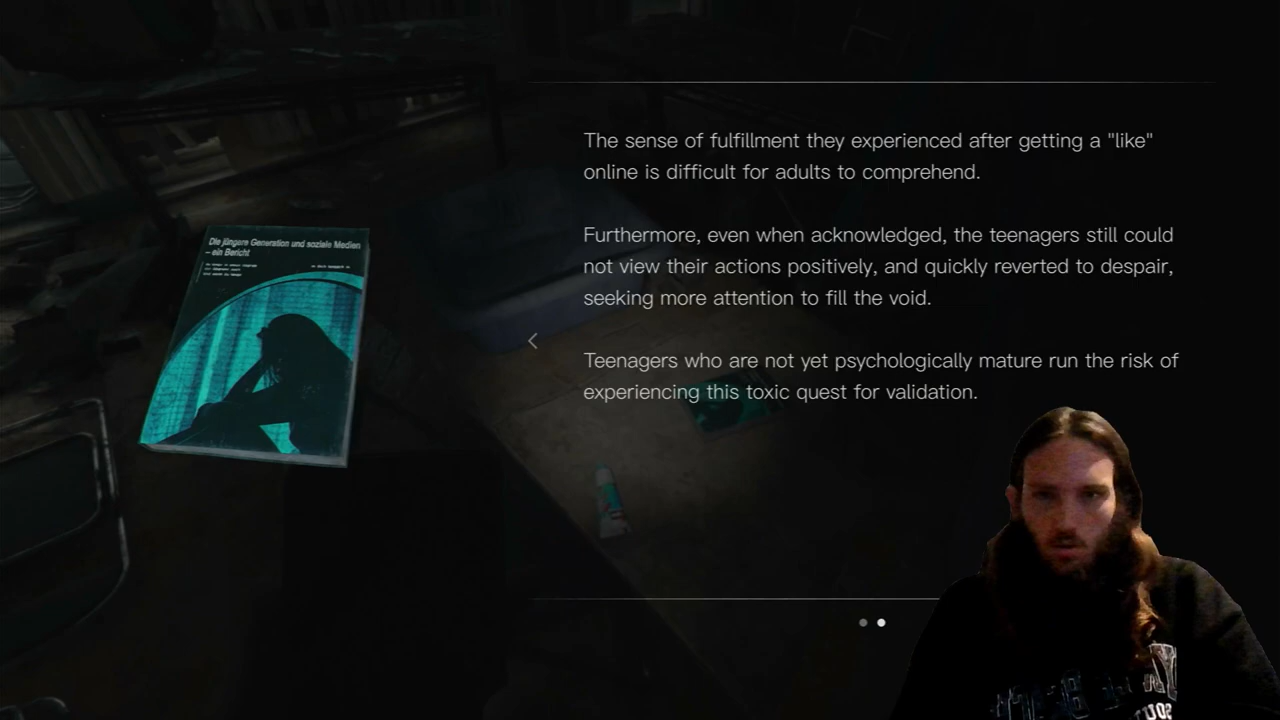 Die jüngere Generation und soziale Medien
– ein Bericht
The sense of fulfillment they experienced after getting a "like"
online is difficult for adults to comprehend.
Furthermore, even when acknowledged, the teenagers still could
not view their actions positively, and quickly reverted to despair,
seeking more attention to fill the void.
Teenagers who are not yet psychologically mature run the risk of
experiencing this toxic quest for validation.